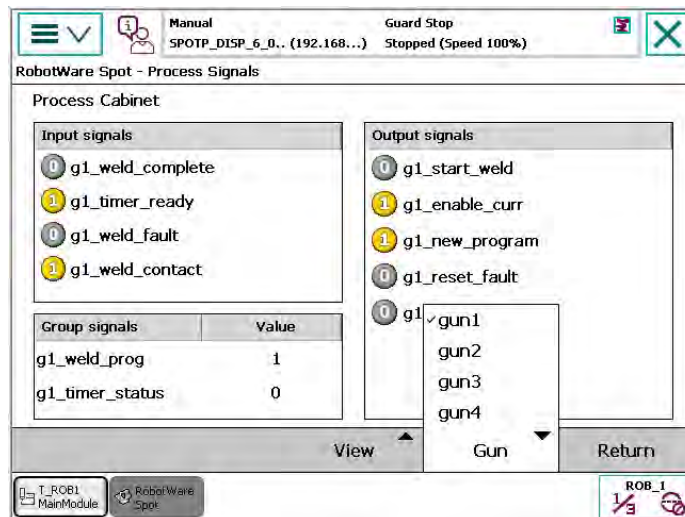 Manual
Guard Stop
SPOTP_DISP_6_0.. (192.168...)
Stopped (Speed 100%)
RobotWare Spot - Process Signals
Process Cabinet
Input signals
0 g1_weld_complete
1 g1_timer_ready
0 g1_weld_fault
1 g1_weld_contact
Group signals Value
g1_weld_prog 1
g1_timer_status 0
Output signals
0 g1_start_weld
1 g1_enable_curr
1 g1_new_program
0 g1_reset_fault
0 g1
gun1
gun2
gun3
gun4
View
Gun
Return
T_ROB1
MainModule
RobotWare
Spot
ROB_1
1/3